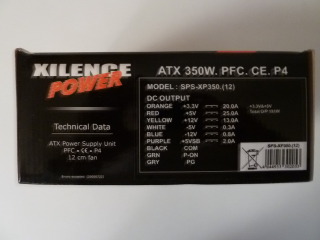 XILENCE
POWER
Technical Data
ATX Power Supply Unit
PFC • CE • P4
12 cm fan
ATX 350W. PFC. CE. P4
MODEL : SPS-XP350.(12)
DC OUTPUT
ORANGE +3.3V 20.0A
RED +5V 25.0A
YELLOW +12V 13.0A
WHITE -5V 0.3A
BLUE -12V 0.8A
PURPLE +5VSB 2.0A
BLACK COM
GRN P-ON
GRY PG
+3.3V&+5V
SPS-XP350.(12)